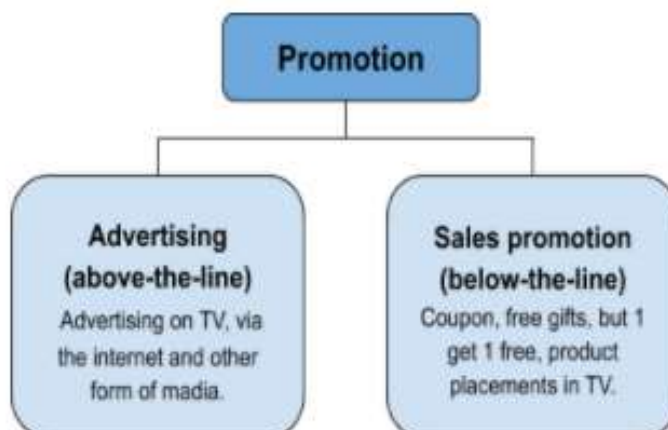 Promotion
Advertising
(above-the-line)
Advertising on TV, via
the internet and other
form of madia.
Sales promotion
(below-the-line)
Coupon, free gifts, but 1
get 1 free, product
placements in TV.